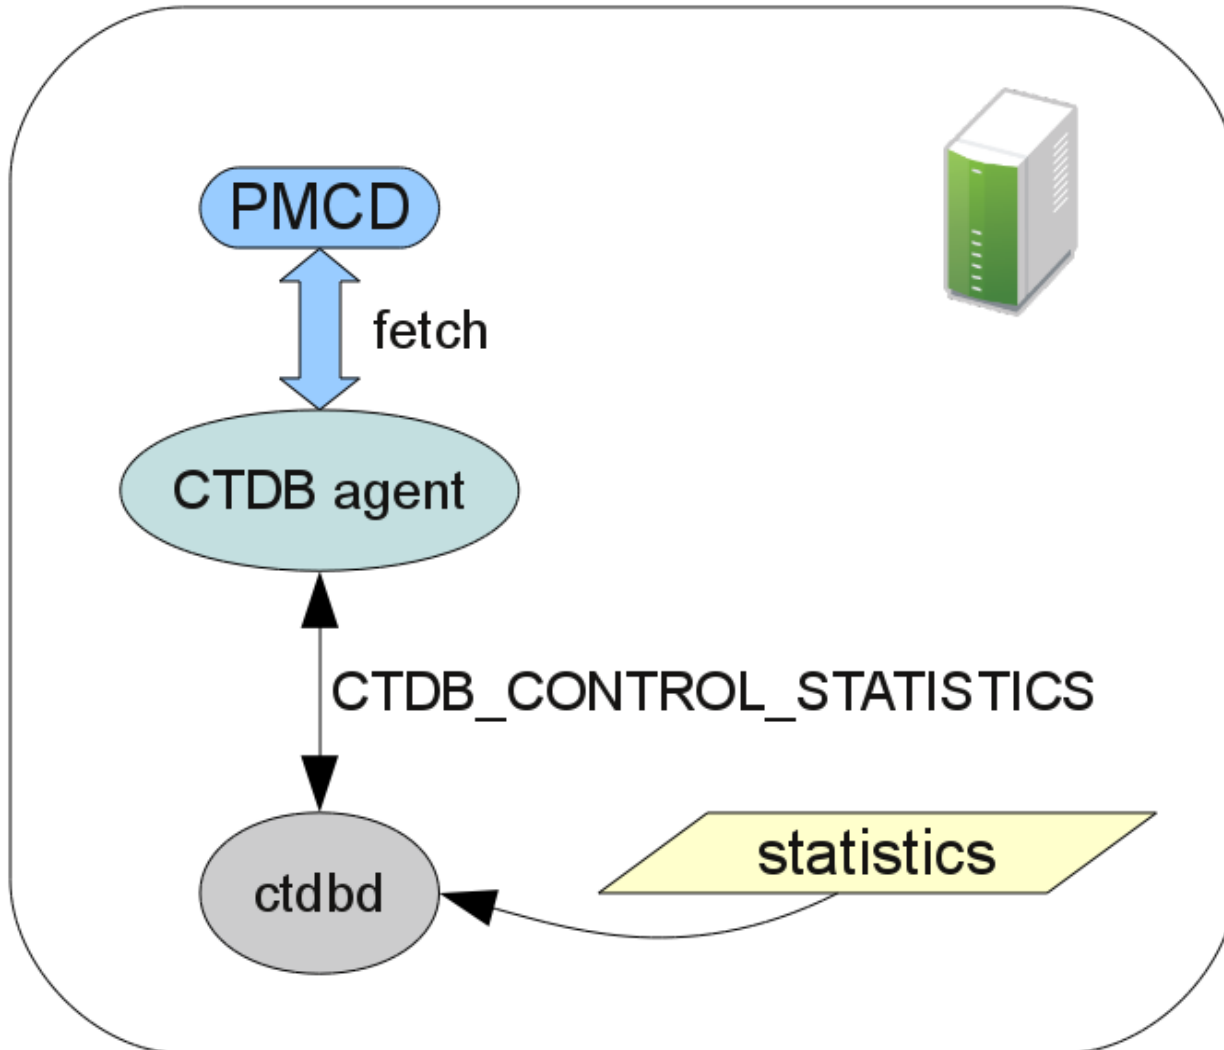 PMCD
fetch
CTDB agent
CTDB_CONTROL_STATISTICS
statistics
ctdbd